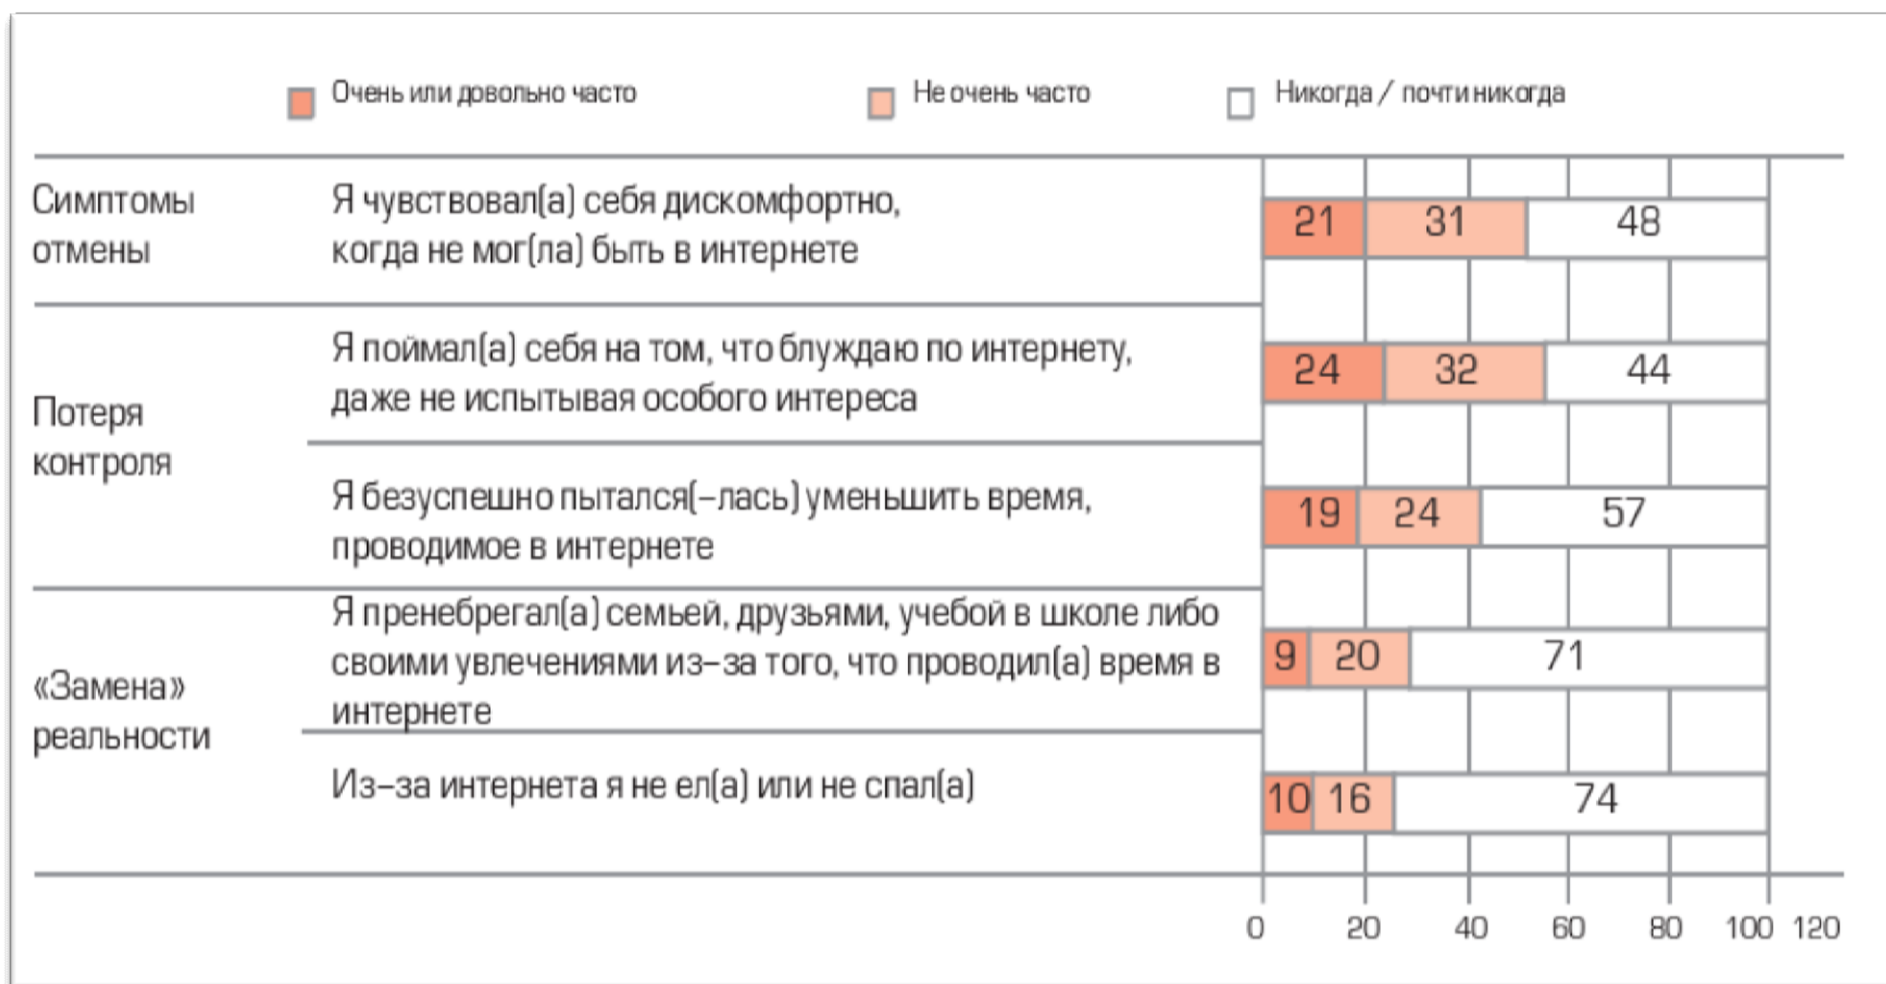 Очень или довольно часто
Не очень часто
Никогда / почти никогда
Симптомы
отмены
Я чувствовал(а) себя дискомфортно,
когда не мог(ла) быть в интернете
21 31 48
Потеря
контроля
Я поймал(а) себя на том, что блуждаю по интернету,
даже не испытывая особого интереса
24 32 44
Я безуспешно пытался(–лась) уменьшить время,
проводимое в интернете
19 24 57
«Замена»
реальности
Я пренебрегал(а) семьей, друзьями, учебой в школе либо
своими увлечениями из–за того, что проводил(а) время в
интернете
9 20 71
Из–за интернета я не ел(а) или не спал(а)
10 16 74
0 20 40 60 80 100 120